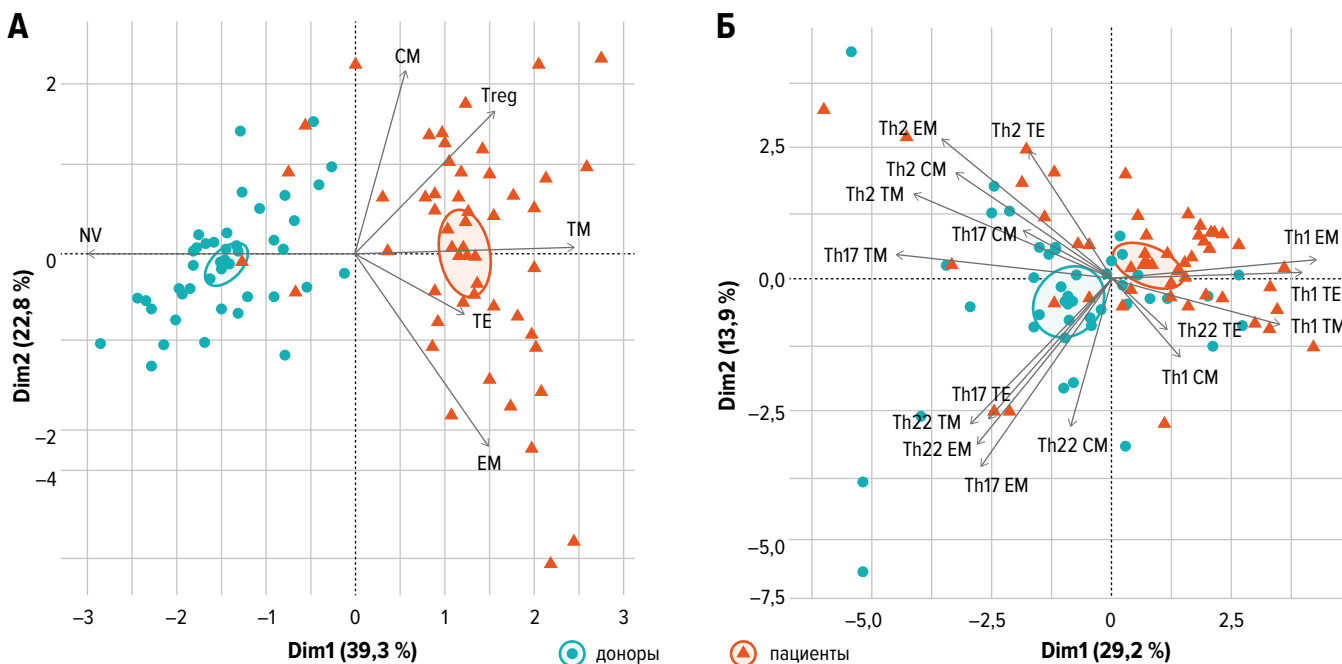 А
CM
2
Treg
NV
TM
0
TE
Dim2 (22,8 %)
−2
−4
EM
−3 −2 −1 0 1 2 3
Dim1 (39,3 %)
Б
Th2 EM
Th2 TE
2,5
Th2 CM
Th2 TM
Th17 CM
Th17 TM
Th1 EM
0,0
Th1 TE
Th1 TM
Th22 TE
Th1 CM
Dim2 (13,9 %)
Th17 TE
−2,5
Th22 TM
Th22 EM
Th22 CM
Th17 EM
−5,0
−7,5
−5,0 −2,5 0 2,5
Dim1 (29,2 %)
доноры
пациенты